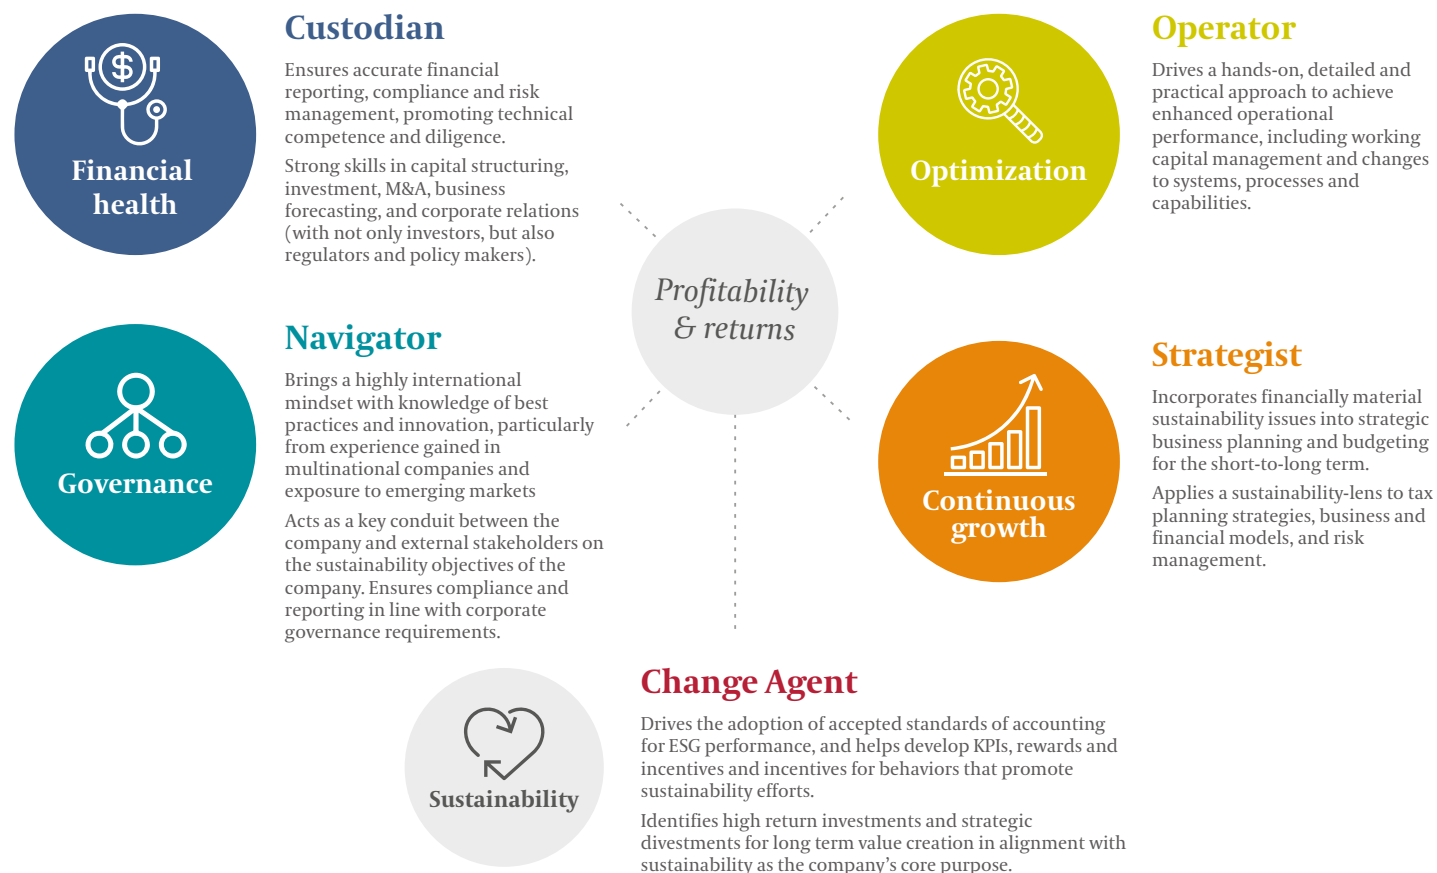 Financial
health
Custodian
Ensures accurate financial
reporting, compliance and risk
management, promoting technical
competence and diligence.
Strong skills in capital structuring,
investment, M&A, business
forecasting, and corporate relations
(with not only investors, but also
regulators and policy makers).
Optimization
Operator
Drives a hands-on, detailed and
practical approach to achieve
enhanced operational
performance, including working
capital management and changes
to systems, processes and
capabilities.
Profitability
& returns
Governance
Navigator
Brings a highly international
mindset with knowledge of best
practices and innovation, particularly
from experience gained in
multinational companies and
exposure to emerging markets
Acts as a key conduit between the
company and external stakeholders on
the sustainability objectives of the
company. Ensures compliance and
reporting in line with corporate
governance requirements.
Continuous
growth
Strategist
Incorporates financially material
sustainability issues into strategic
business planning and budgeting
for the short-to-long term.
Applies a sustainability-lens to tax
planning strategies, business and
financial models, and risk
management.
Sustainability
Change Agent
Drives the adoption of accepted standards of accounting
for ESG performance, and helps develop KPIs, rewards and
incentives and incentives for behaviors that promote
sustainability efforts.
Identifies high return investments and strategic
divestments for long term value creation in alignment with
sustainability as the company's core purpose.